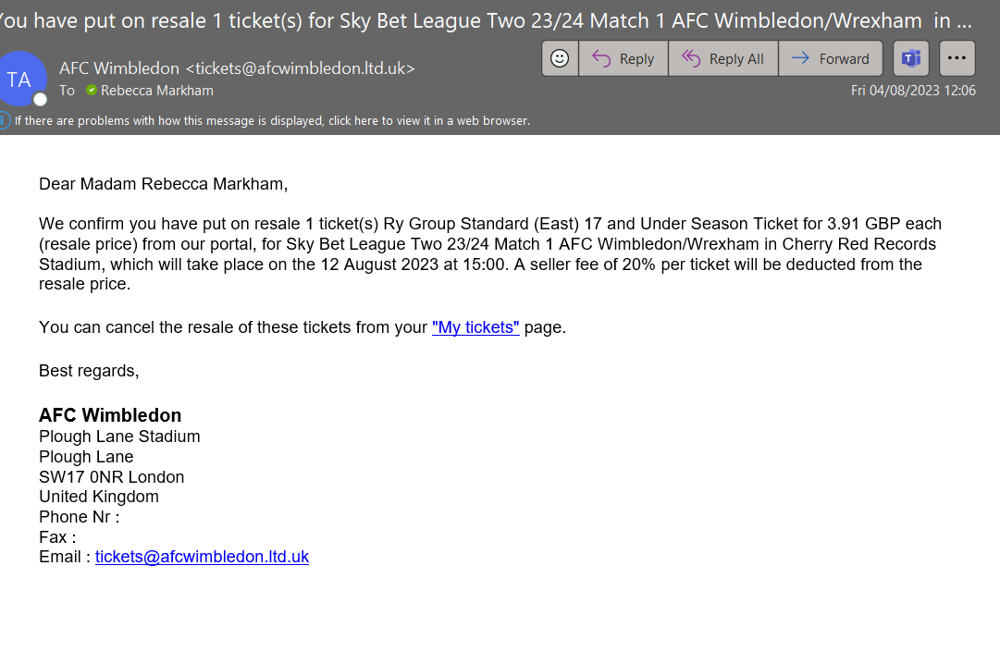 You have put on resale 1 ticket(s) for Sky Bet League Two 23/24 Match 1 AFC Wimbledon/Wrexham in ...
TA
AFC Wimbledon <tickets@afcwimbledon.ltd.uk>
Reply
Reply All
Forward
To Rebecca Markham
Fri 04/08/2023 12:06
If there are problems with how this message is displayed, click here to view it in a web browser.
Dear Madam Rebecca Markham,
We confirm you have put on resale 1 ticket(s) Ry Group Standard (East) 17 and Under Season Ticket for 3.91 GBP each
(resale price) from our portal, for Sky Bet League Two 23/24 Match 1 AFC Wimbledon/Wrexham in Cherry Red Records
Stadium, which will take place on the 12 August 2023 at 15:00. A seller fee of 20% per ticket will be deducted from the
resale price.
You can cancel the resale of these tickets from your "My tickets" page.
Best regards,
AFC Wimbledon
Plough Lane Stadium
Plough Lane
SW17 0NR London
United Kingdom
Phone Nr :
Fax :
Email : tickets@afcwimbledon.ltd.uk